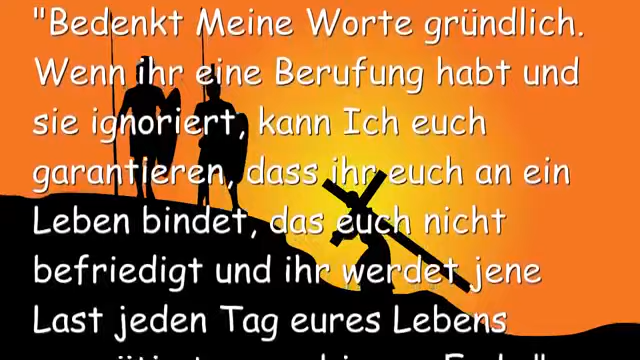 "Bedenkt Meine Worte gründlich.
Wenn ihr eine Berufung habt und
sie ignoriert, kann Ich euch
garantieren, dass ihr euch an ein
Leben bindet, das euch nicht
befriedigt und ihr werdet jene
Last jeden Tag eures Lebens